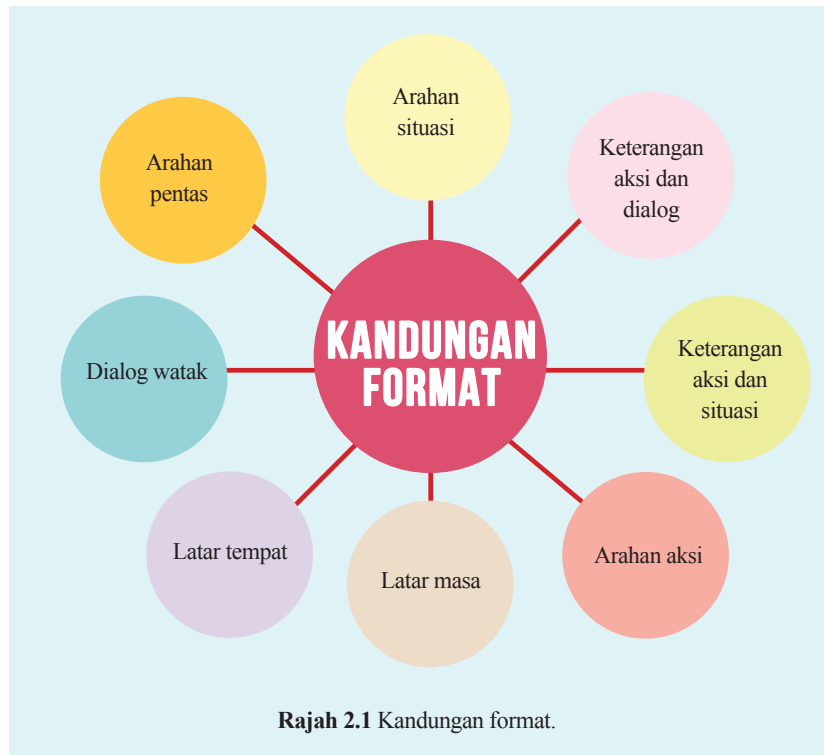 Arahan
situasi
Keterangan
aksi dan
dialog
Arahan
pentas
KANDUNGAN
FORMAT
Keterangan
aksi dan
situasi
Dialog watak
Latar tempat
Latar masa
Arahan aksi
Rajah 2.1 Kandungan format.